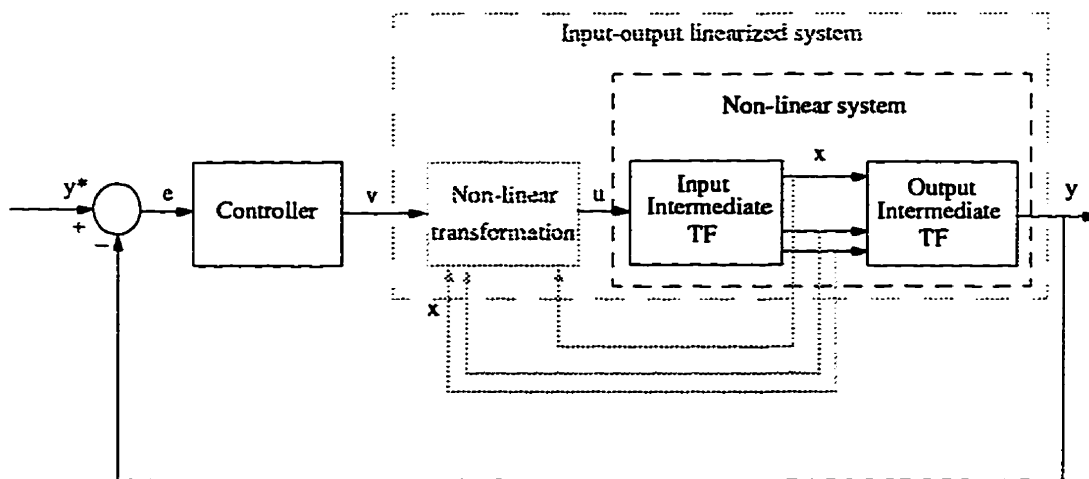 Input-output linearized system
Non-linear system
x
y*
e
Controller
v
Non-linear
transformation
u
Input
Intermediate
TF
Output
Intermediate
TF
y
+
−
x